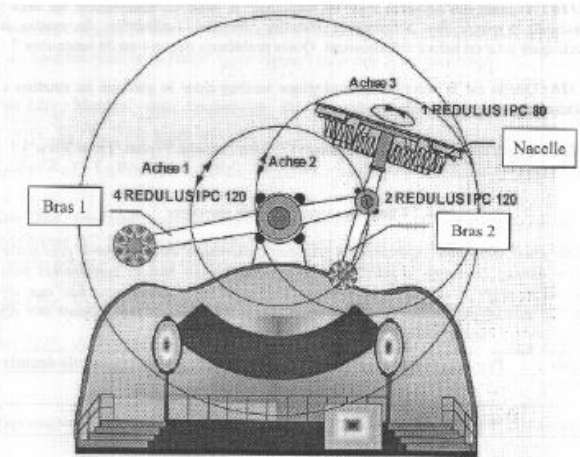 Achse 3
1 REDULUS IPC 80
Nacelle
Achse 1
Achse 2
4 REDULUS IPC 120
2 REDULUS IPC 120
Bras 1
Bras 2